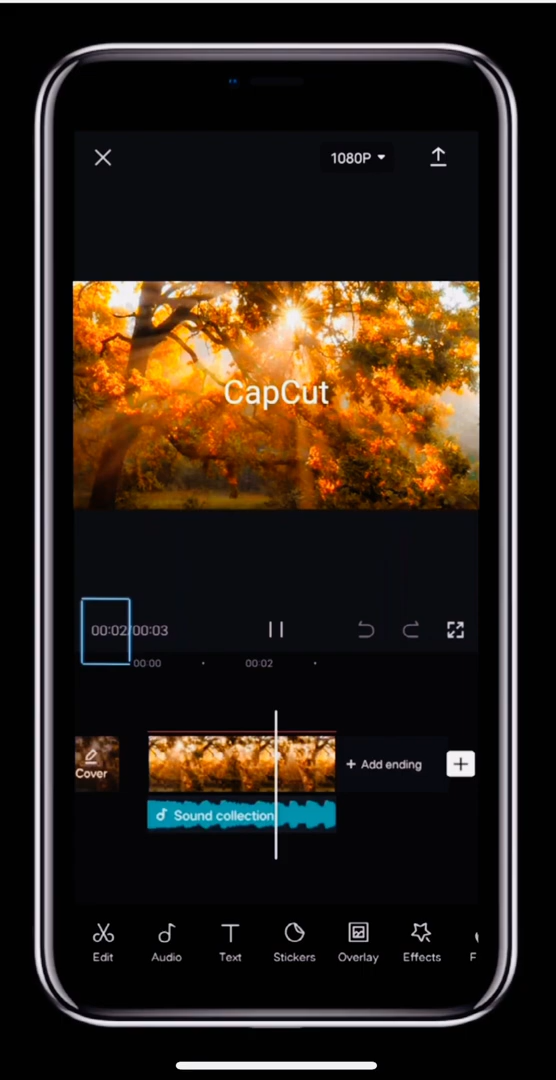 1080P
CapCut
00:02/00:03
00:00
00:02
Cover
+ Add ending
Sound collection
Edit
Audio
Text
Stickers
Overlay
Effects
F